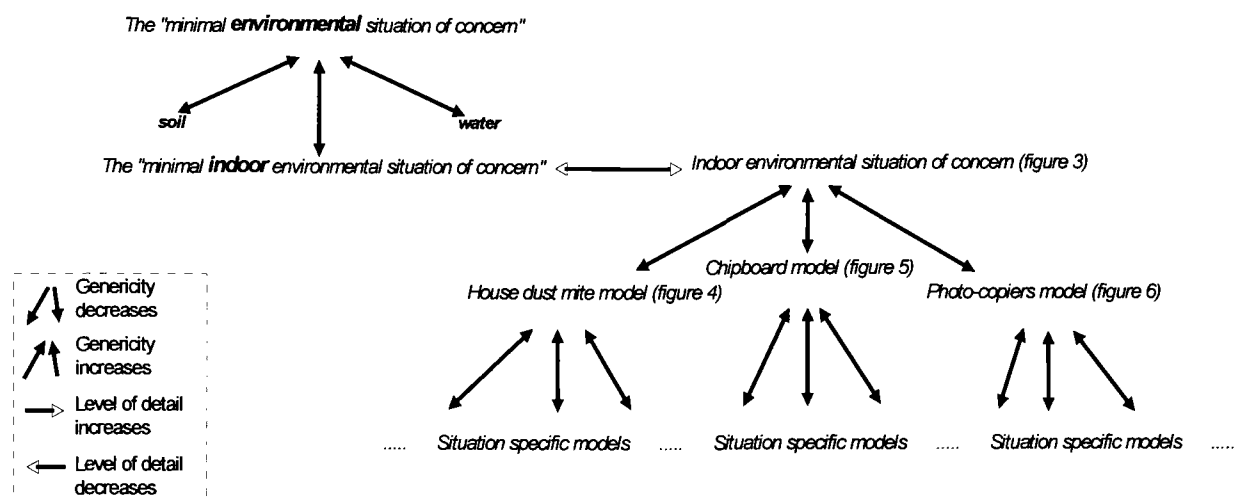 The "minimal environmental situation of concern"
soil
water
The "minimal indoor environmental situation of concern"
Indoor environmental situation of concern (figure 3)
Chipboard model (figure 5)
House dust mite model (figure 4)
Photo-copiers model (figure 6)
Genericity
decreases
Genericity
increases
Level of detail
increases
Level of detail
decreases
..... Situation specific models ..... Situation specific models ..... Situation specific models .....